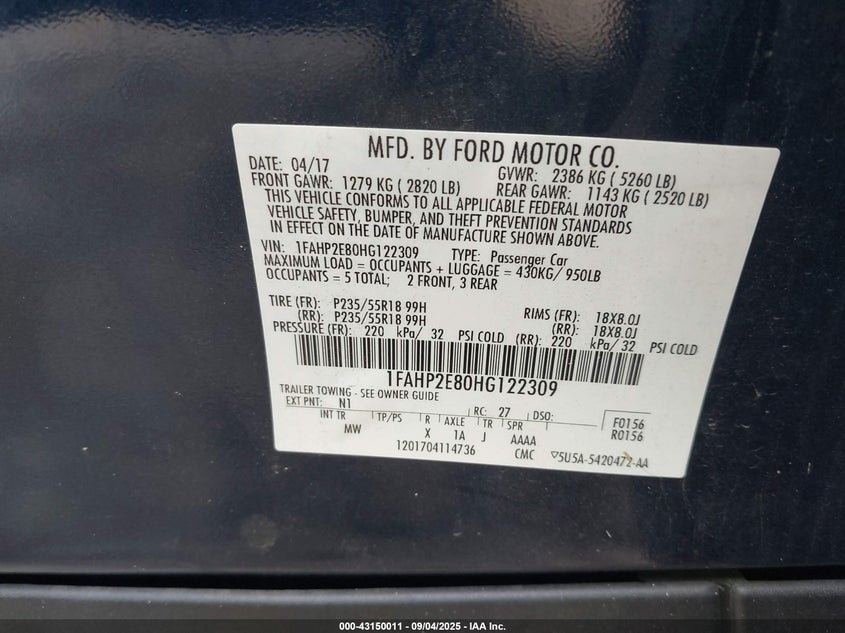 MFD. BY FORD MOTOR CO.
DATE: 04/17 GVWR: 2386 KG ( 5260 LB)
FRONT GAWR: 1279 KG ( 2820 LB) REAR GAWR: 1143 KG ( 2520 LB)
THIS VEHICLE CONFORMS TO ALL APPLICABLE FEDERAL MOTOR
VEHICLE SAFETY, BUMPER, AND THEFT PREVENTION STANDARDS
IN EFFECT ON THE DATE OF MANUFACTURE SHOWN ABOVE.
VIN: 1FAHP2E80HG122309 TYPE: Passenger Car
MAXIMUM LOAD = OCCUPANTS + LUGGAGE = 430KG/ 950LB
OCCUPANTS = 5 TOTAL; 2 FRONT, 3 REAR
TIRE (FR): P235/55R18 99H RIMS (FR): 18X8.0J
(RR): P235/55R18 99H (RR): 18X8.0J
PRESSURE (FR): 220 kPa/ 32 PSI COLD (RR): 220 kPa/ 32 PSI COLD
1FAHP2E80HG122309
TRAILER TOWING - SEE OWNER GUIDE
EXT PNT: N1 RC: 27 DSO: F0156
INT TR TP/PS R AXLE TR SPR R0156
MW X 1A J AAAA
1201704114736 CMC ▽5U5A-5420472-AA
000-43150011 - 09/04/2025 - IAA Inc.